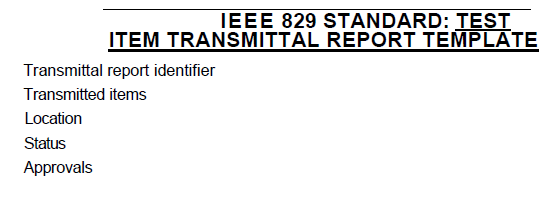 IEEE 829 STANDARD: TEST
ITEM TRANSMITTAL REPORT TEMPLATE
Transmittal report identifier
Transmitted items
Location
Status
Approvals